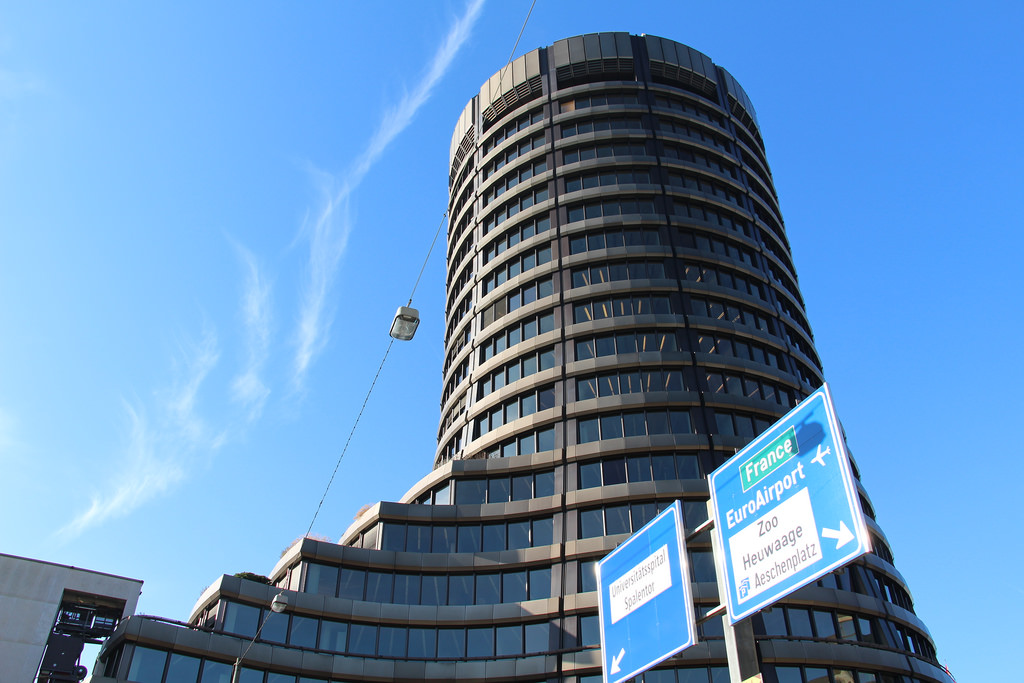 Universitätsspital
Spalentor
France
EuroAirport
Zoo
Heuwaage
Aeschenplatz